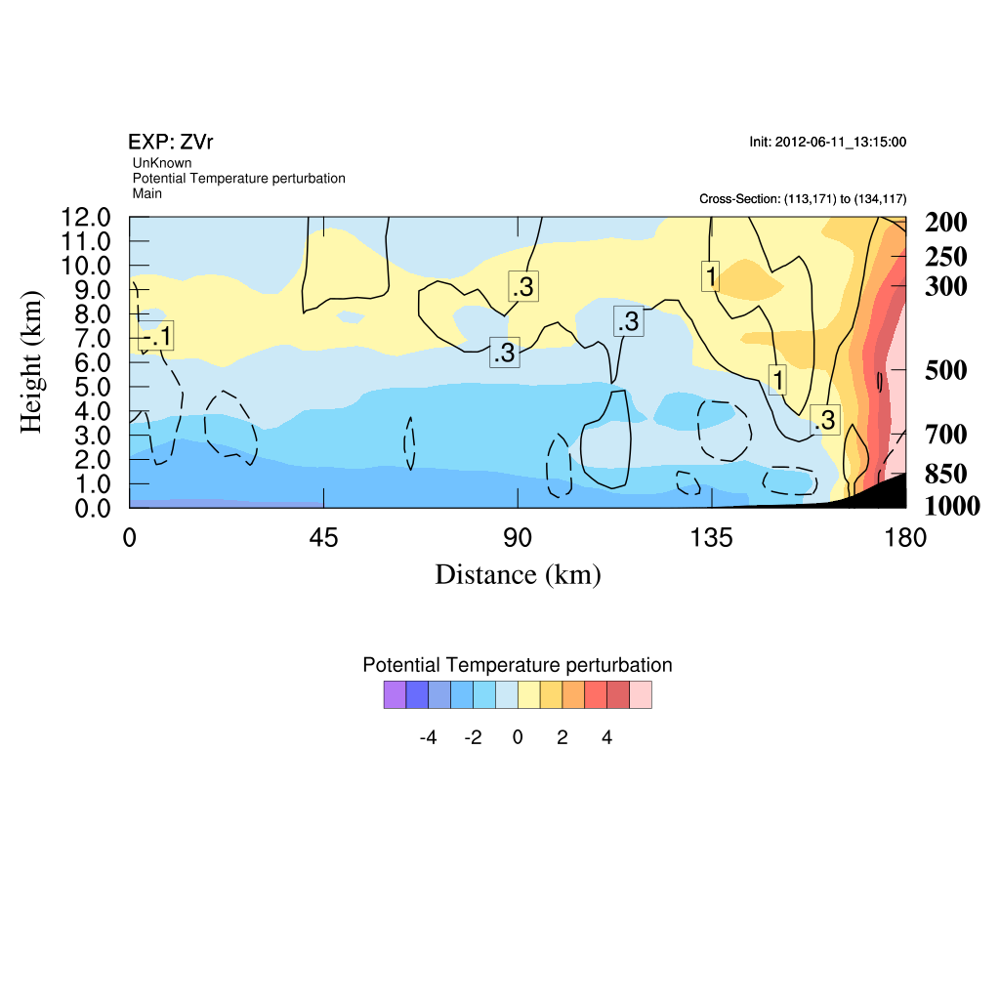 EXP: ZVr
Init: 2012-06-11_13:15:00
UnKnown
Potential Temperature perturbation
Main
Cross-Section: (113,171) to (134,117)
12.0
11.0
10.0
9.0
8.0
7.0
6.0
5.0
4.0
3.0
2.0
1.0
0.0
Height (km)
200
250
300
500
700
850
1000
1
.3
.3
-.1
.3
1
.3
0 45 90 135 180
Distance (km)
Potential Temperature perturbation
-4 -2 0 2 4